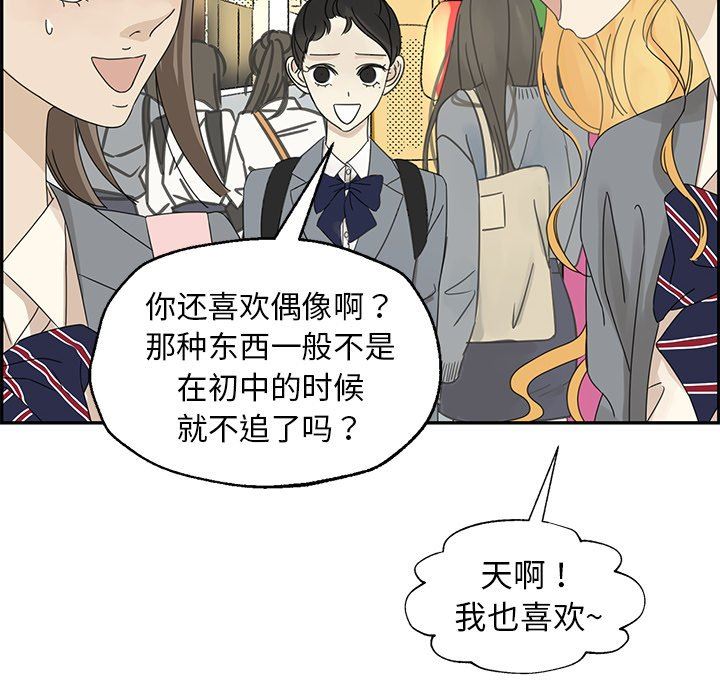 你还喜欢偶像啊？
那种东西一般不是
在初中的时候
就不追了吗？
天啊！
我也喜欢~